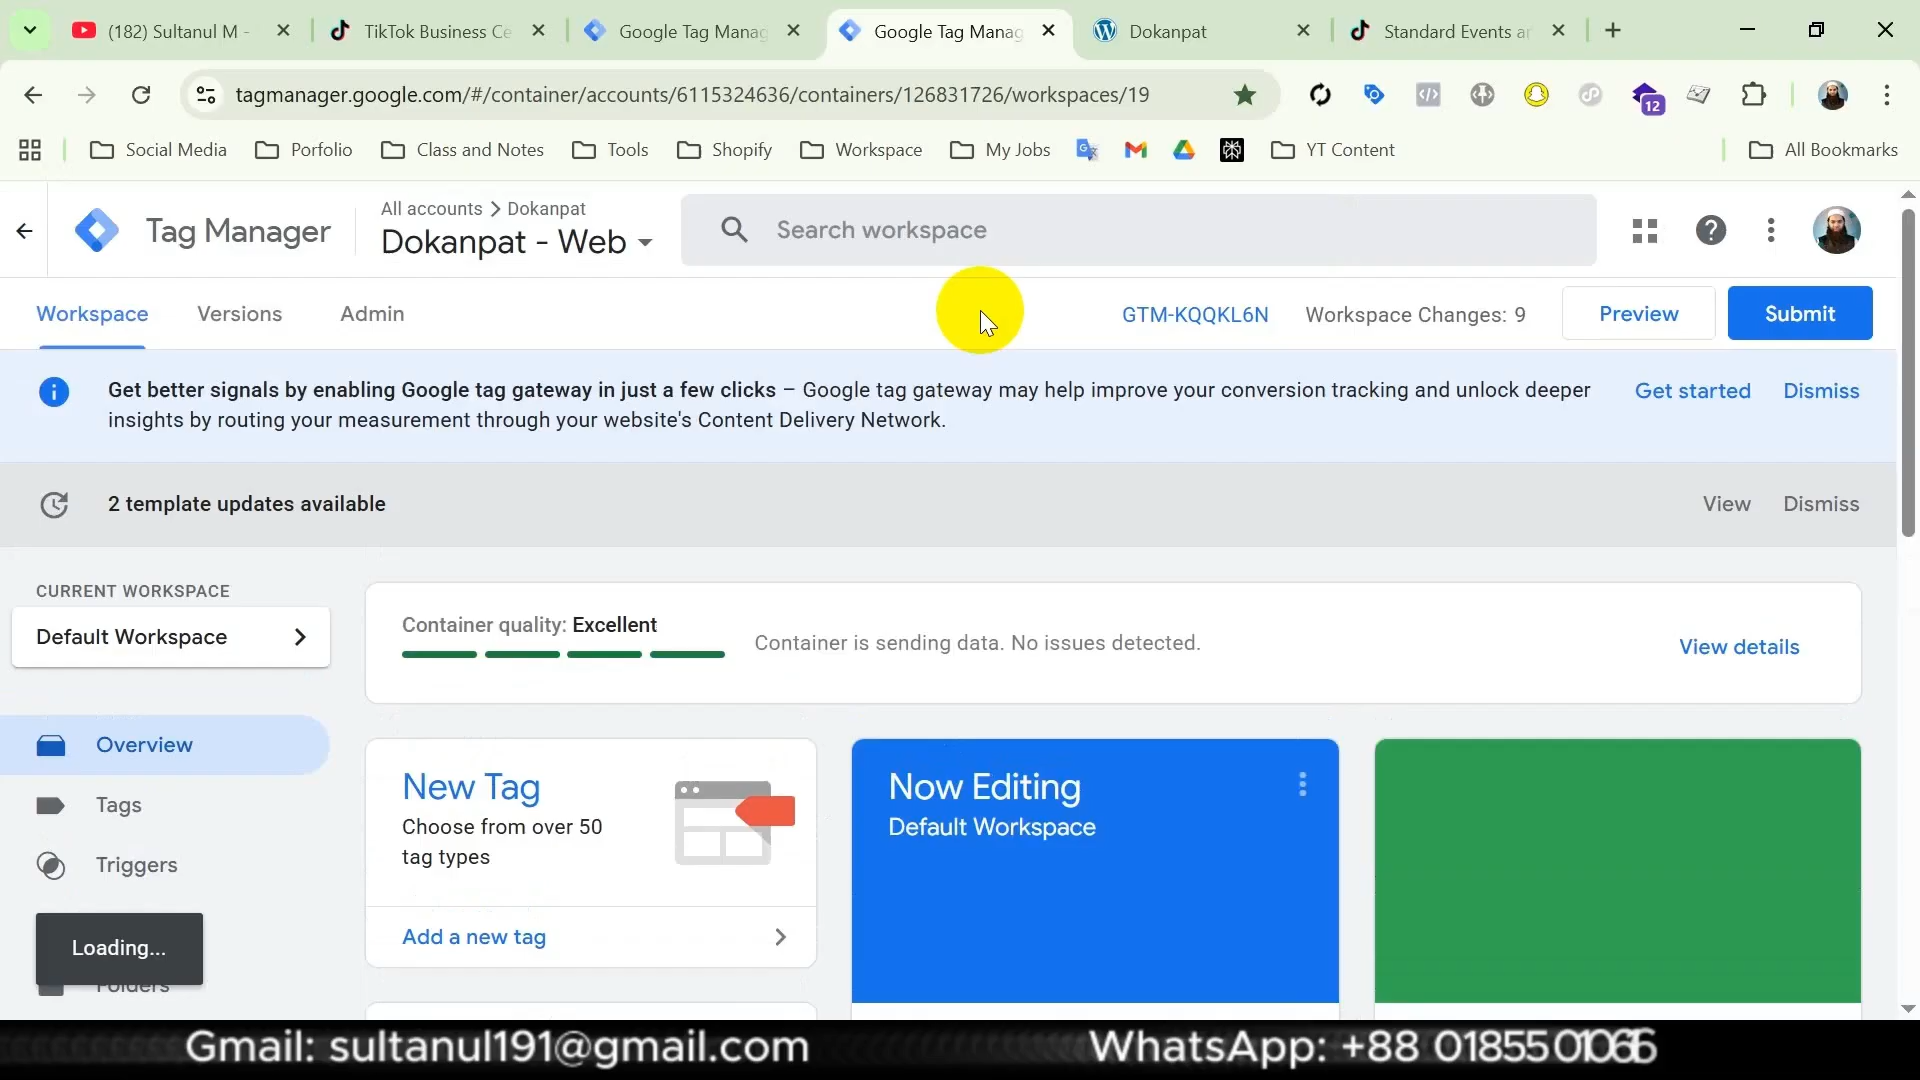 (182) Sultanul M -
TikTok Business Ce
Google Tag Manag
Google Tag Manag
Dokanpat
Standard Events ar
tagmanager.google.com/#/container/accounts/6115324636/containers/126831726/workspaces/19
12
Social Media
Porfolio
Class and Notes
Tools
Shopify
Workspace
My Jobs
YT Content
All Bookmarks
Tag Manager
All accounts > Dokanpat
Dokanpat - Web
Search workspace
Workspace
Versions
Admin
GTM-KQQKL6N
Workspace Changes: 9
Preview
Submit
Get better signals by enabling Google tag gateway in just a few clicks – Google tag gateway may help improve your conversion tracking and unlock deeper
insights by routing your measurement through your website's Content Delivery Network.
Get started
Dismiss
2 template updates available
View
Dismiss
CURRENT WORKSPACE
Default Workspace
Container quality: Excellent
Container is sending data. No issues detected.
View details
Overview
Tags
Triggers
Loading...
Folders
New Tag
Choose from over 50
tag types
Add a new tag
Now Editing
Default Workspace
Gmail: sultanul191@gmail.com
WhatsApp: +88 01855